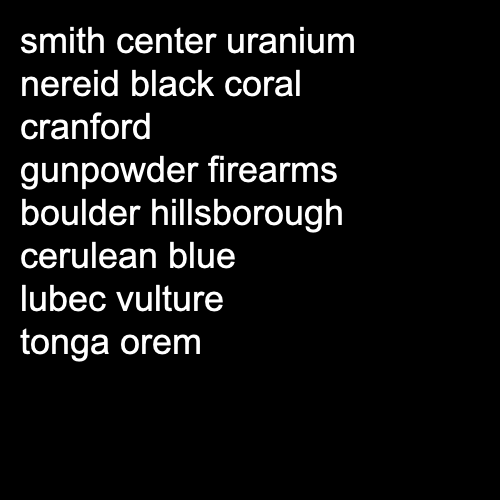 smith center uranium
nereid black coral
cranford
gunpowder firearms
boulder hillsborough
cerulean blue
lubec vulture
tonga orem